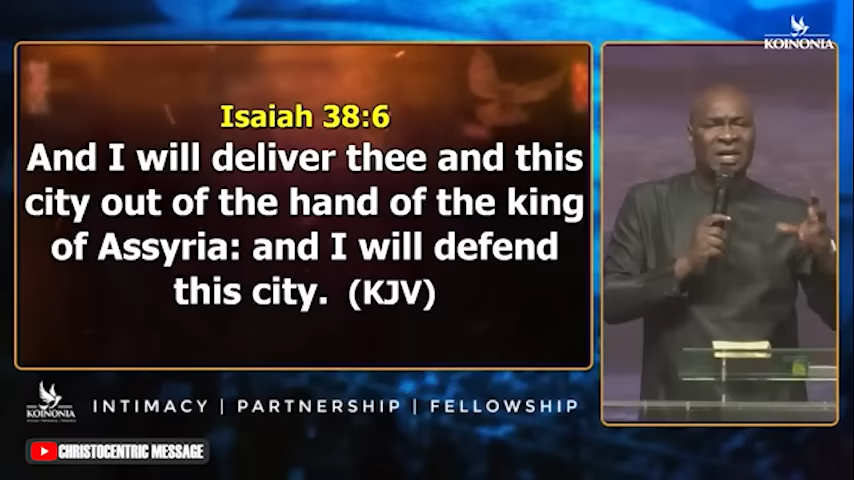 KOINONIA
Isaiah 38:6
And I will deliver thee and this
city out of the hand of the king
of Assyria: and I will defend
this city. (KJV)
KOINONIA
INTIMACY | PARTNERSHIP | FELLOWSHIP
CHRISTOCENTRIC MESSAGE